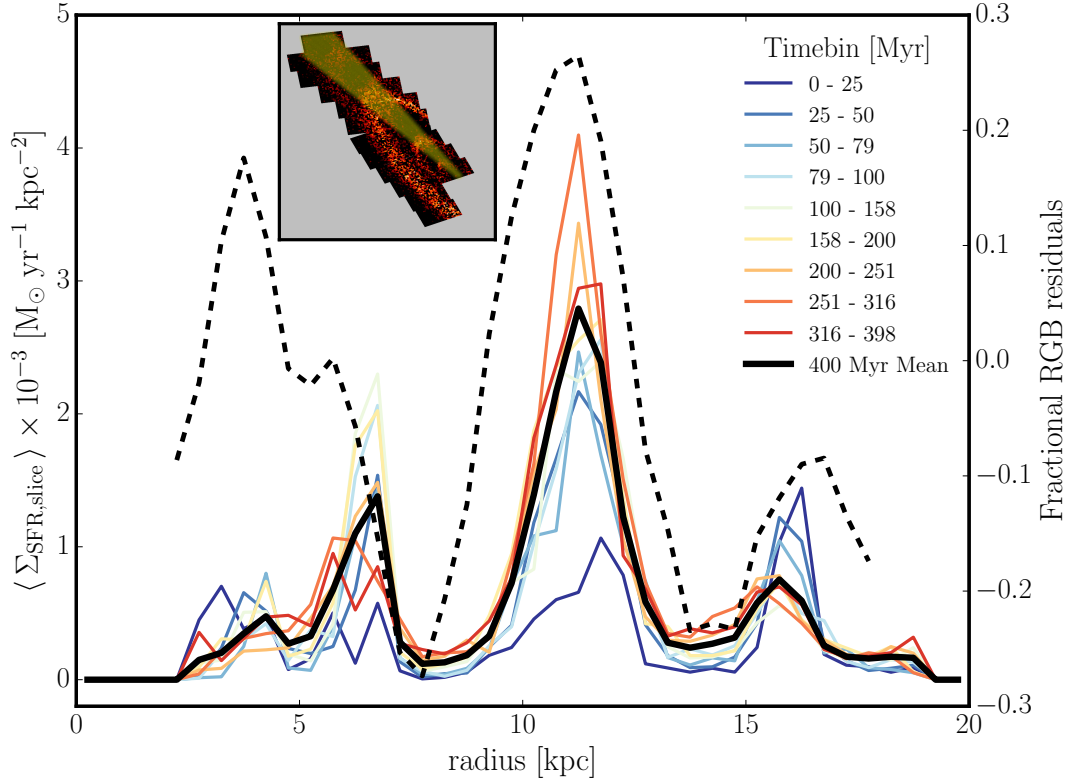 5
4
3
2
1
0
⟨Σ_SFR,slice⟩ × 10⁻³ [M⊙ yr⁻¹ kpc⁻²]
Timebin [Myr]
0 - 25
25 - 50
50 - 79
79 - 100
100 - 158
158 - 200
200 - 251
251 - 316
316 - 398
400 Myr Mean
0.3
0.2
0.1
0.0
−0.1
−0.2
−0.3
Fractional RGB residuals
0 5 10 15 20
radius [kpc]